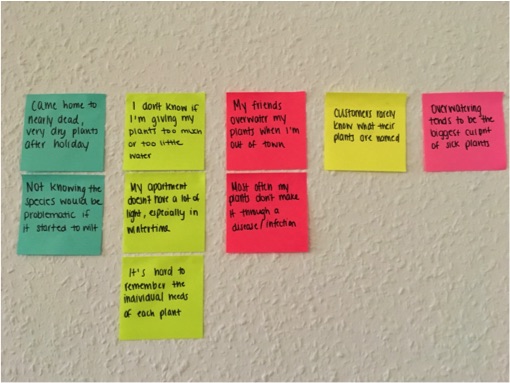 Came home to
nearly dead,
very dry plants
after holiday
Not knowing the
species would be
problematic if
it started to wilt
I don't know if
I'm giving my
plants too much
or too little
water
My apartment
doesn't have a lot of
light, especially in
wintertime
It's hard to
remember the
individual needs
of each plant
My friends
overwater my
plants when I'm
out of town
Most often my
plants don't make
it through a
disease/infection
Customers rarely
know what their
plants are named
Overwatering
tends to be the
biggest culprit
of sick plants